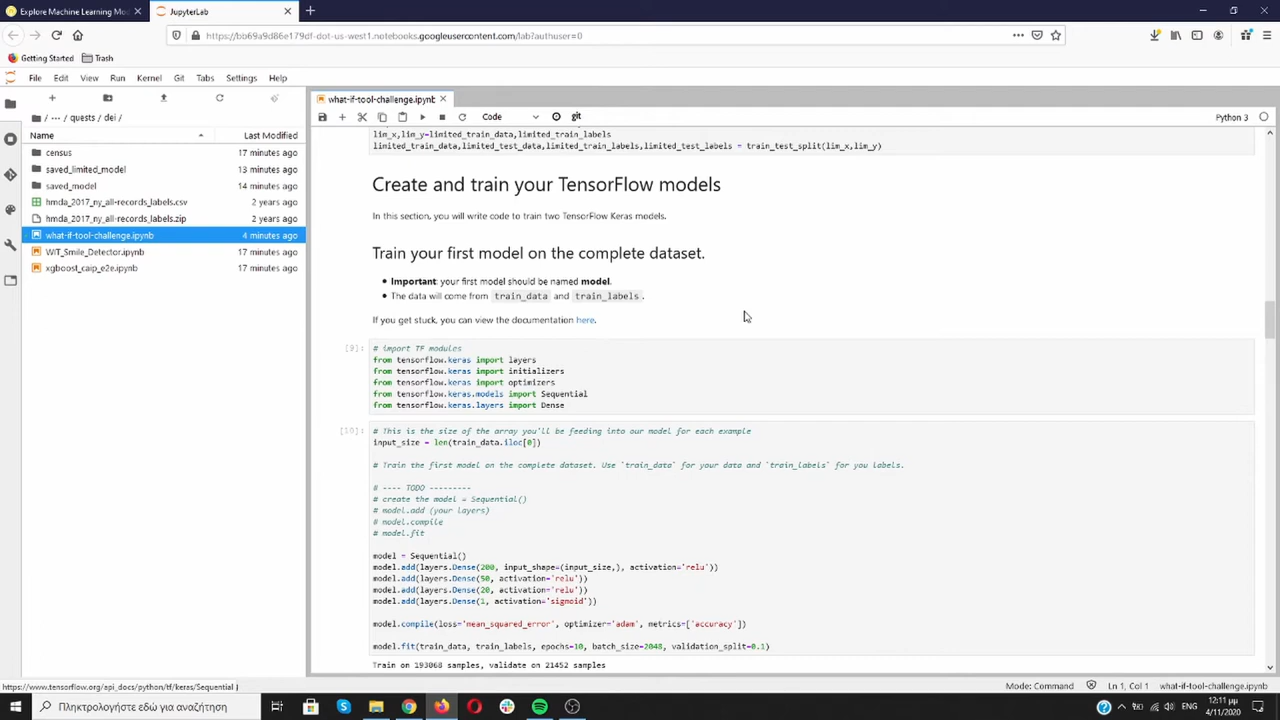 Explore Machine Learning Mo
JupyterLab
https://bb69a9d86e179df-dot-us-west1.notebooks.googleusercontent.com/lab?authuser=0
Getting Started
Trash
File Edit View Run Kernel Git Tabs Settings Help
what-if-tool-challenge.ipynb
/ ··· / quests / dei /
Code
git
Python 3
Name Last Modified
census 17 minutes ago
saved_limited_model 13 minutes ago
saved_model 14 minutes ago
hmda_2017_ny_all-records_labels.csv 2 years ago
hmda_2017_ny_all-records_labels.zip 2 years ago
what-if-tool-challenge.ipynb 4 minutes ago
WIT_Smile_Detector.ipynb 17 minutes ago
xgboost_caip_e2e.ipynb 17 minutes ago
lim_x,lim_y=limited_train_data,limited_train_labels
limited_train_data,limited_test_data,limited_train_labels,limited_test_labels = train_test_split(lim_x,lim_y)
Create and train your TensorFlow models
In this section, you will write code to train two TensorFlow Keras models.
Train your first model on the complete dataset.
Important: your first model should be named model.
The data will come from train_data and train_labels.
If you get stuck, you can view the documentation here.
[9]: # import TF modules
from tensorflow.keras import layers
from tensorflow.keras import initializers
from tensorflow.keras import optimizers
from tensorflow.keras.models import Sequential
from tensorflow.keras.layers import Dense
[10]: # This is the size of the array you'll be feeding into our model for each example
input_size = len(train_data.iloc[0])
# Train the first model on the complete dataset. Use `train_data` for your data and `train_labels` for you labels.
# ---- TODO ---------
# create the model = Sequential()
# model.add (your layers)
# model.compile
# model.fit
model = Sequential()
model.add(layers.Dense(200, input_shape=(input_size,), activation='relu'))
model.add(layers.Dense(50, activation='relu'))
model.add(layers.Dense(20, activation='relu'))
model.add(layers.Dense(1, activation='sigmoid'))
model.compile(loss='mean_squared_error', optimizer='adam', metrics=['accuracy'])
model.fit(train_data, train_labels, epochs=10, batch_size=2048, validation_split=0.1)
Train on 193068 samples, validate on 21452 samples
https://www.tensorflow.org/api_docs/python/tf/keras/Sequential
Mode: Command
Ln 1, Col 1
what-if-tool-challenge.ipynb
Πληκτρολογήστε εδώ για αναζήτηση
ΕΛ
12:11 μμ
4/11/2020